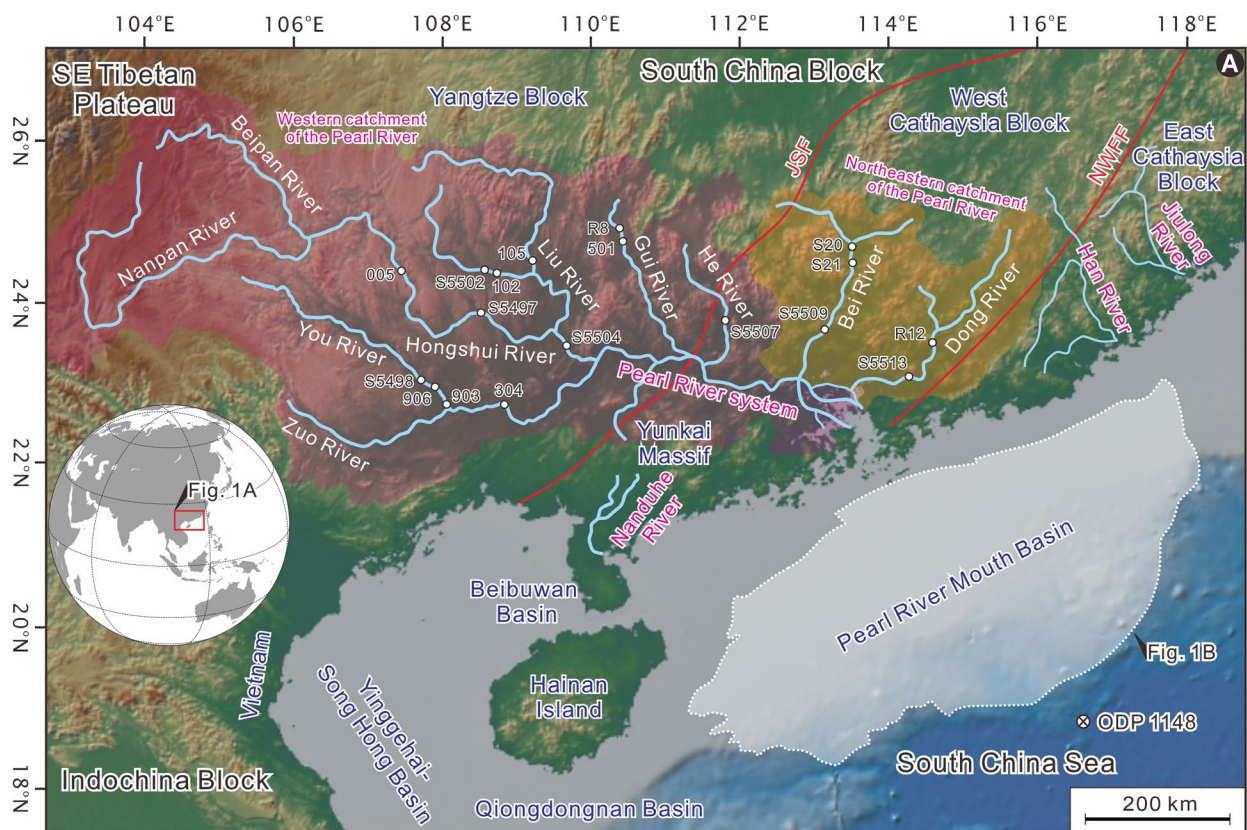 104°E
106°E
108°E
110°E
112°E
114°E
116°E
118°E
A
SE Tibetan
Plateau
South China Block
Yangtze Block
West
Cathaysia Block
East
Cathaysia
Block
26°N
24°N
22°N
20°N
18°N
Western catchment
of the Pearl River
Northeastern catchment
of the Pearl River
JSF
NWFF
Beipan River
Nanpan River
Liu River
Gui River
He River
Bei River
Dong River
Han River
Jiulong
River
R8
501
105
S5502
102
005
S5497
S5504
S20
S21
S5509
S5507
R12
S5513
You River
Hongshui River
S5498
906
903
304
Zuo River
Pearl River system
Yunkai
Massif
Nanduhe
River
Fig. 1A
Beibuwan
Basin
Pearl River Mouth Basin
Fig. 1B
Vietnam
Yinggehai-
Song Hong Basin
Hainan
Island
ODP 1148
Indochina Block
South China Sea
Qiongdongnan Basin
200 km